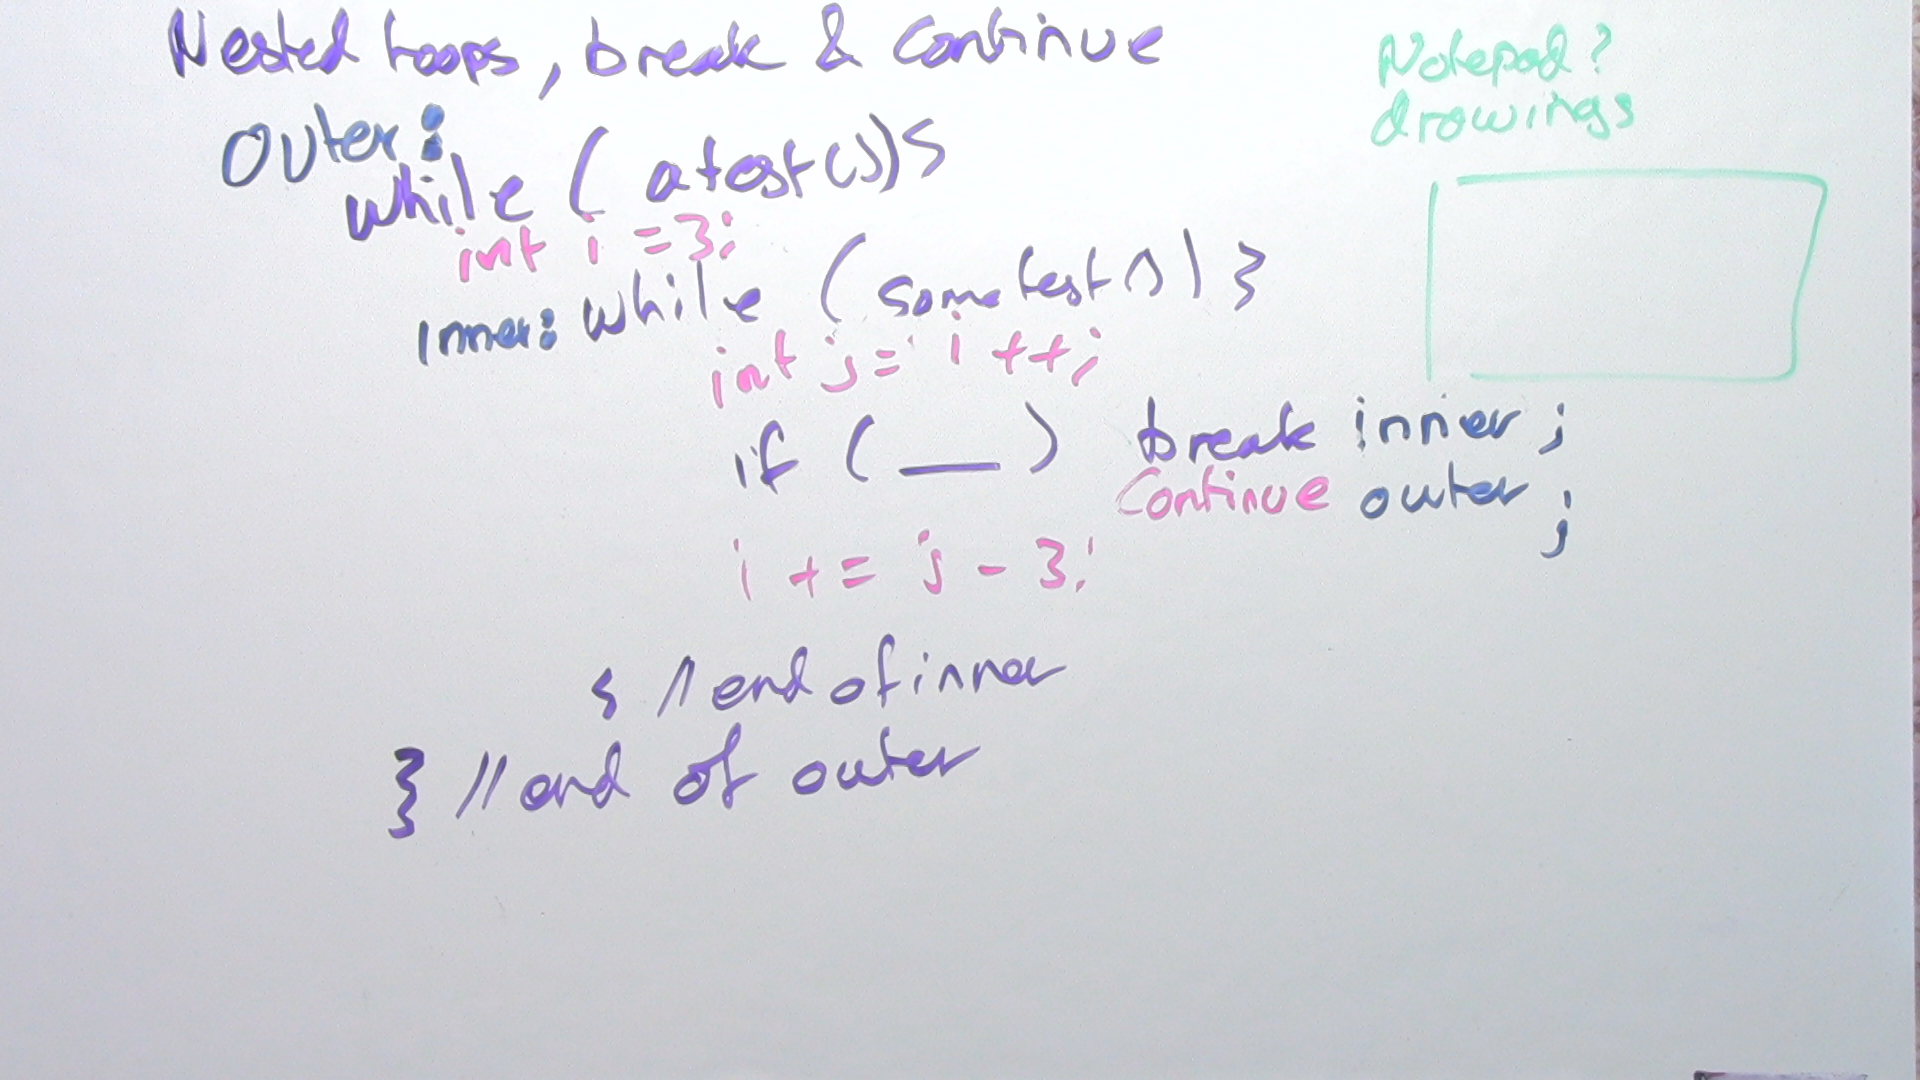 Nested loops, break & continue
Notepad?
drawings
outer:
while ( atest()){
int i = 3;
inner: while ( sometest()) }
int j = i ++;
if ( __ ) break inner;
continue outer;
i += j - 3;
} // end of inner
} // end of outer